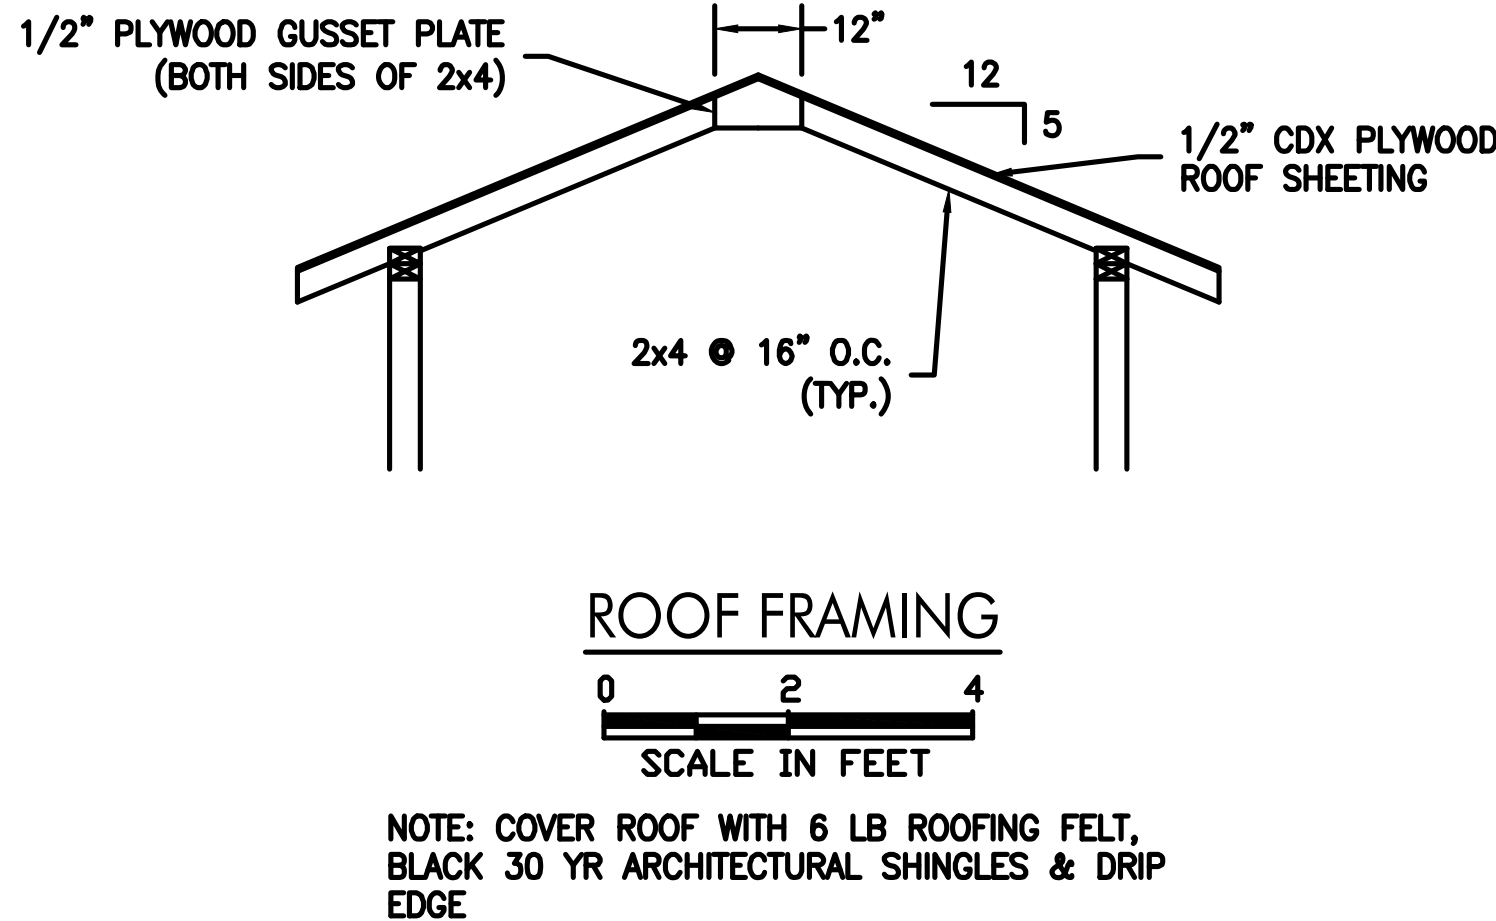 1/2" PLYWOOD GUSSET PLATE
(BOTH SIDES OF 2x4)
12"
12
5
1/2" CDX PLYWOOD
ROOF SHEETING
2x4 @ 16" O.C.
(TYP.)
ROOF FRAMING
0 2 4
SCALE IN FEET
NOTE: COVER ROOF WITH 6 LB ROOFING FELT,
BLACK 30 YR ARCHITECTURAL SHINGLES & DRIP
EDGE